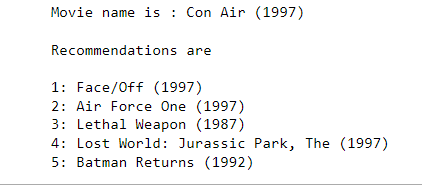 Movie name is : Con Air (1997)
Recommendations are
1: Face/Off (1997)
2: Air Force One (1997)
3: Lethal Weapon (1987)
4: Lost World: Jurassic Park, The (1997)
5: Batman Returns (1992)